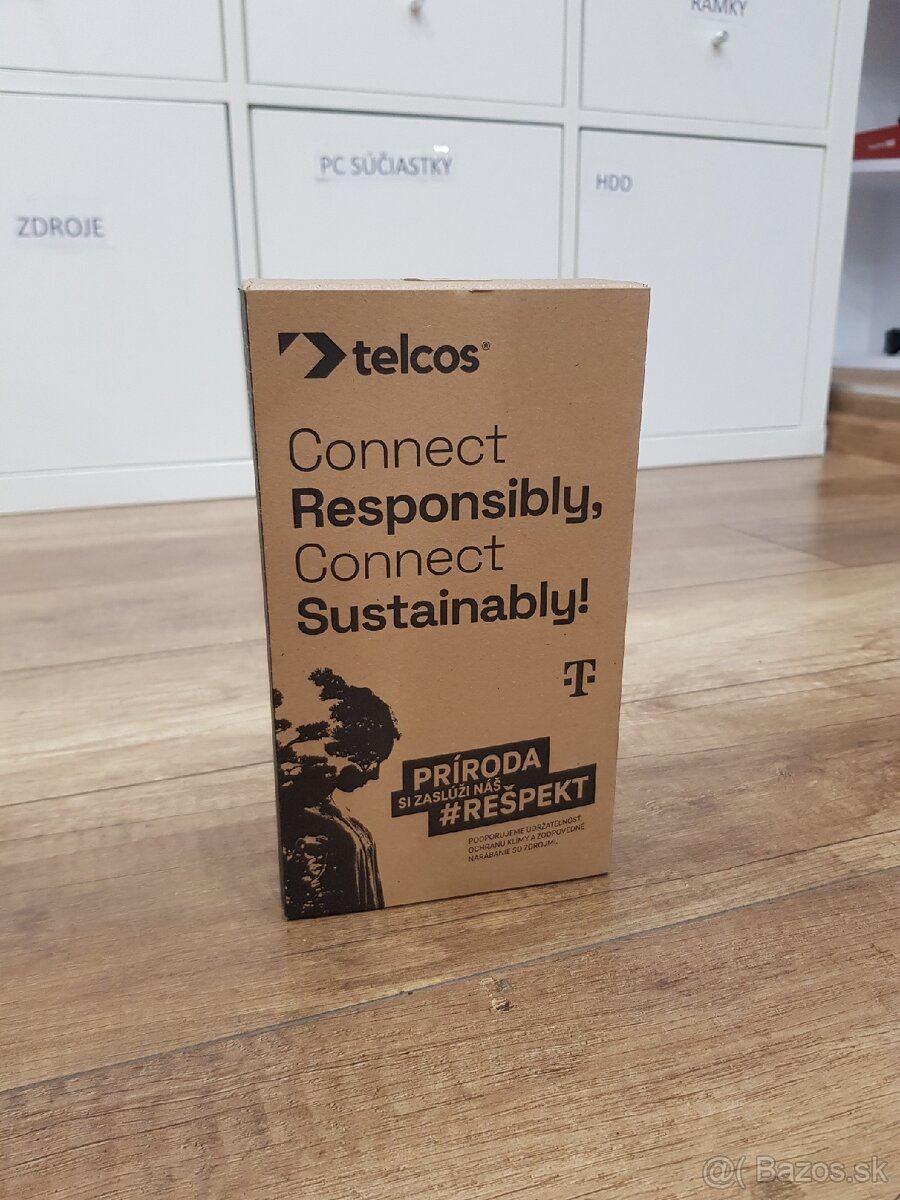 RÁMKY
PC SÚČIASTKY
HDD
ZDROJE
telcos®
Connect
Responsibly,
Connect
Sustainably!
T
PRÍRODA
SI ZASLÚŽI NÁŠ
#REŠPEKT
PODPORUJEME UDRŽATEĽNOSŤ,
OCHRANU KLÍMY A ZODPOVEDNÉ
NARÁBANIE SO ZDROJMI.
@( Bazos.sk